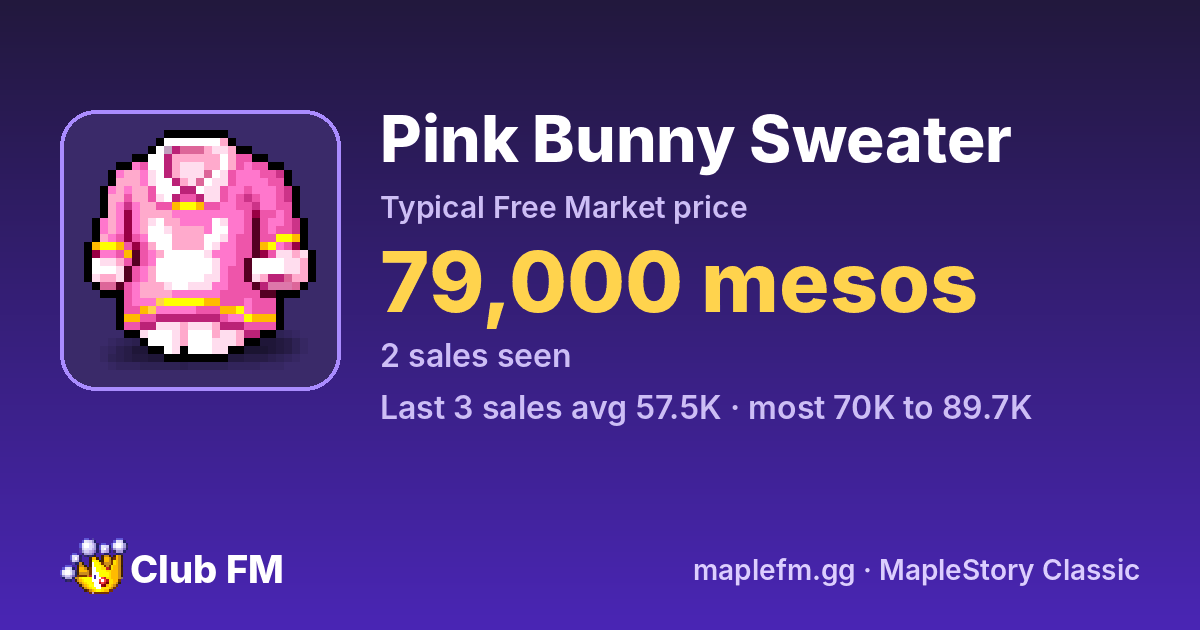 Pink Bunny Sweater
Typical Free Market price
79,000 mesos
2 sales seen
Last 3 sales avg 57.5K · most 70K to 89.7K
Club FM
maplefm.gg · MapleStory Classic